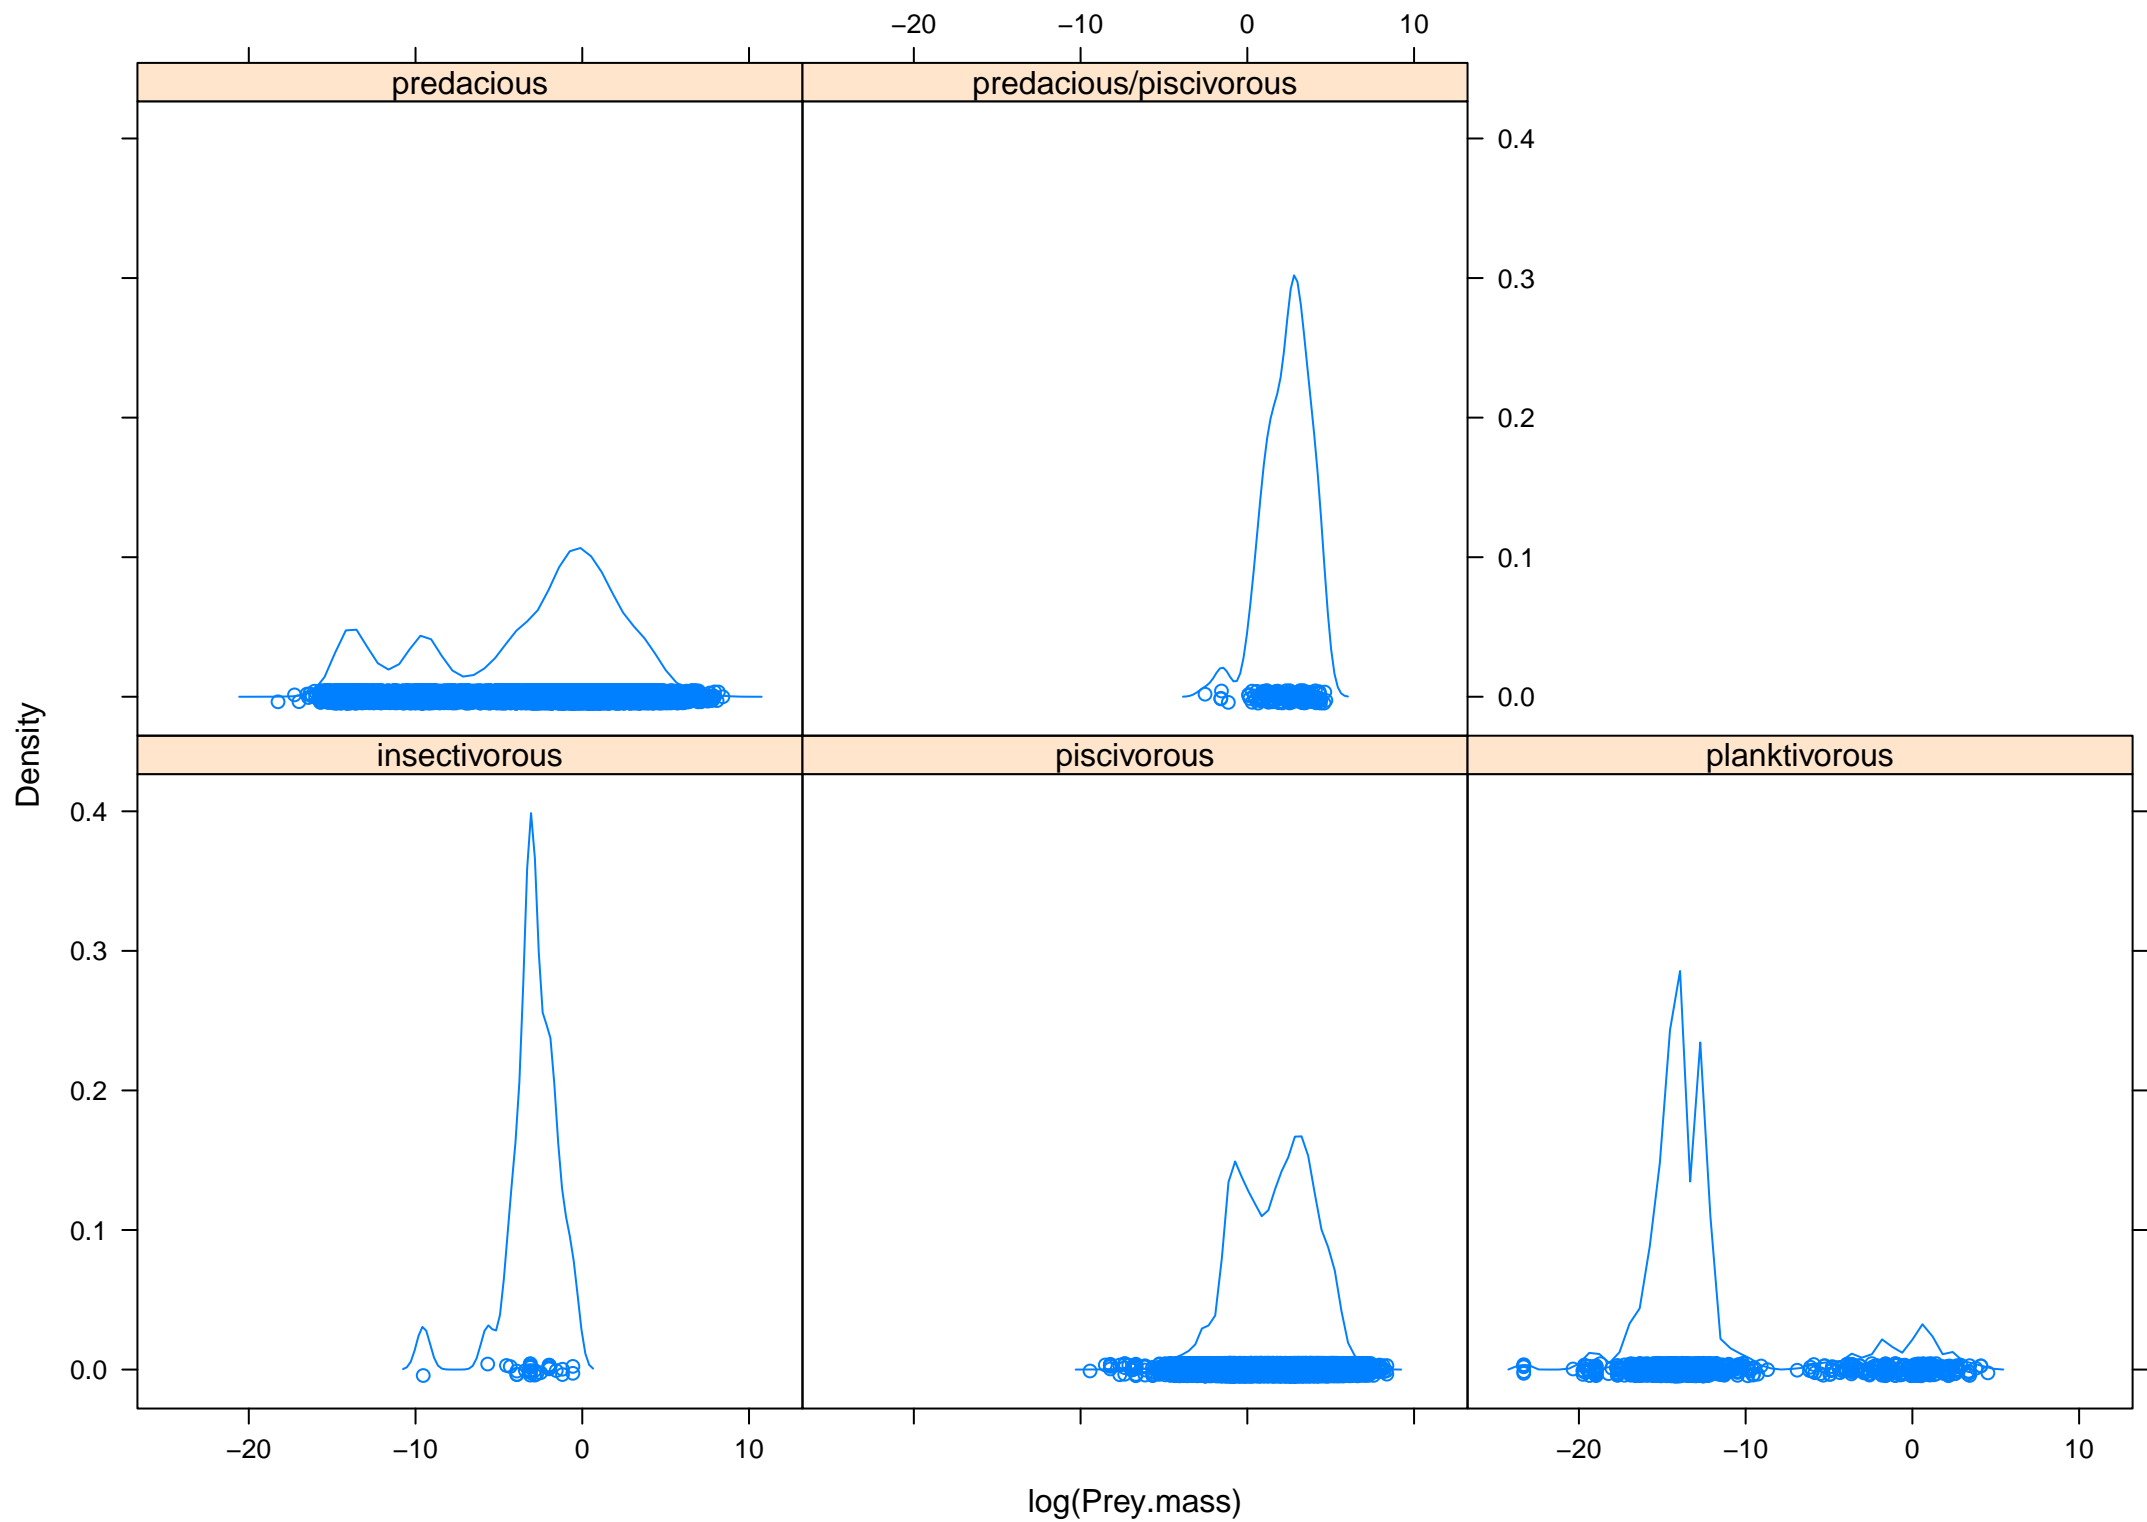 −20 −10 0 10
predacious predacious/piscivorous
0.4
0.3
0.2
0.1
0.0
Density
insectivorous piscivorous planktivorous
0.4
0.3
0.2
0.1
0.0
−20 −10 0 10 −20 −10 0 10
log(Prey.mass)